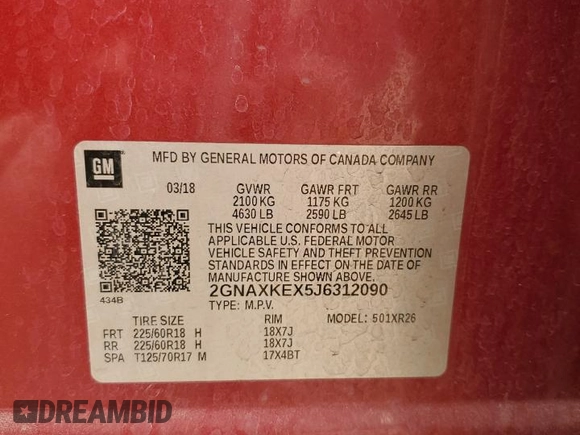 GM
MFD BY GENERAL MOTORS OF CANADA COMPANY
03/18 GVWR GAWR FRT GAWR RR
2100 KG 1175 KG 1200 KG
4630 LB 2590 LB 2645 LB
THIS VEHICLE CONFORMS TO ALL
APPLICABLE U.S. FEDERAL MOTOR
VEHICLE SAFETY AND THEFT PREVENTION
STANDARDS IN EFFECT ON THE DATE OF
MANUFACTURE SHOWN ABOVE.
2GNAXKEX5J6312090
434B TYPE: M.P.V.
TIRE SIZE RIM MODEL: 501XR26
FRT 225/60R18 H 18X7J
RR 225/60R18 H 18X7J
SPA T125/70R17 M 17X4BT
DREAMBID